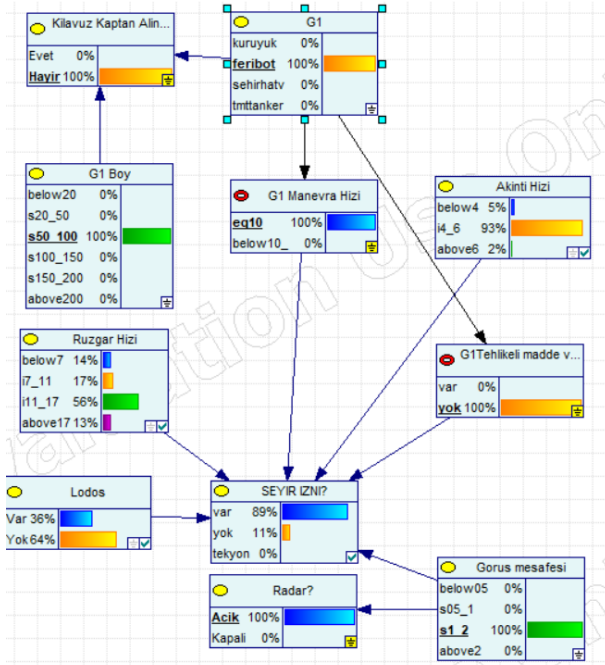 Kilavuz Kaptan Alin...
Evet 0%
Hayir 100%
G1
kuruyuk 0%
feribot 100%
sehirhatv 0%
tmttanker 0%
G1 Boy
below20 0%
s20_50 0%
s50_100 100%
s100_150 0%
s150_200 0%
above200 0%
G1 Manevra Hizi
eq10 100%
below10_ 0%
Akinti Hizi
below4 5%
i4_6 93%
above6 2%
Ruzgar Hizi
below7 14%
i7_11 17%
i11_17 56%
above17 13%
G1Tehlikeli madde v...
var 0%
yok 100%
Lodos
Var 36%
Yok 64%
SEYIR IZNI?
var 89%
yok 11%
tekyon 0%
Radar?
Acik 100%
Kapali 0%
Gorus mesafesi
below05 0%
s05_1 0%
s1_2 100%
above2 0%